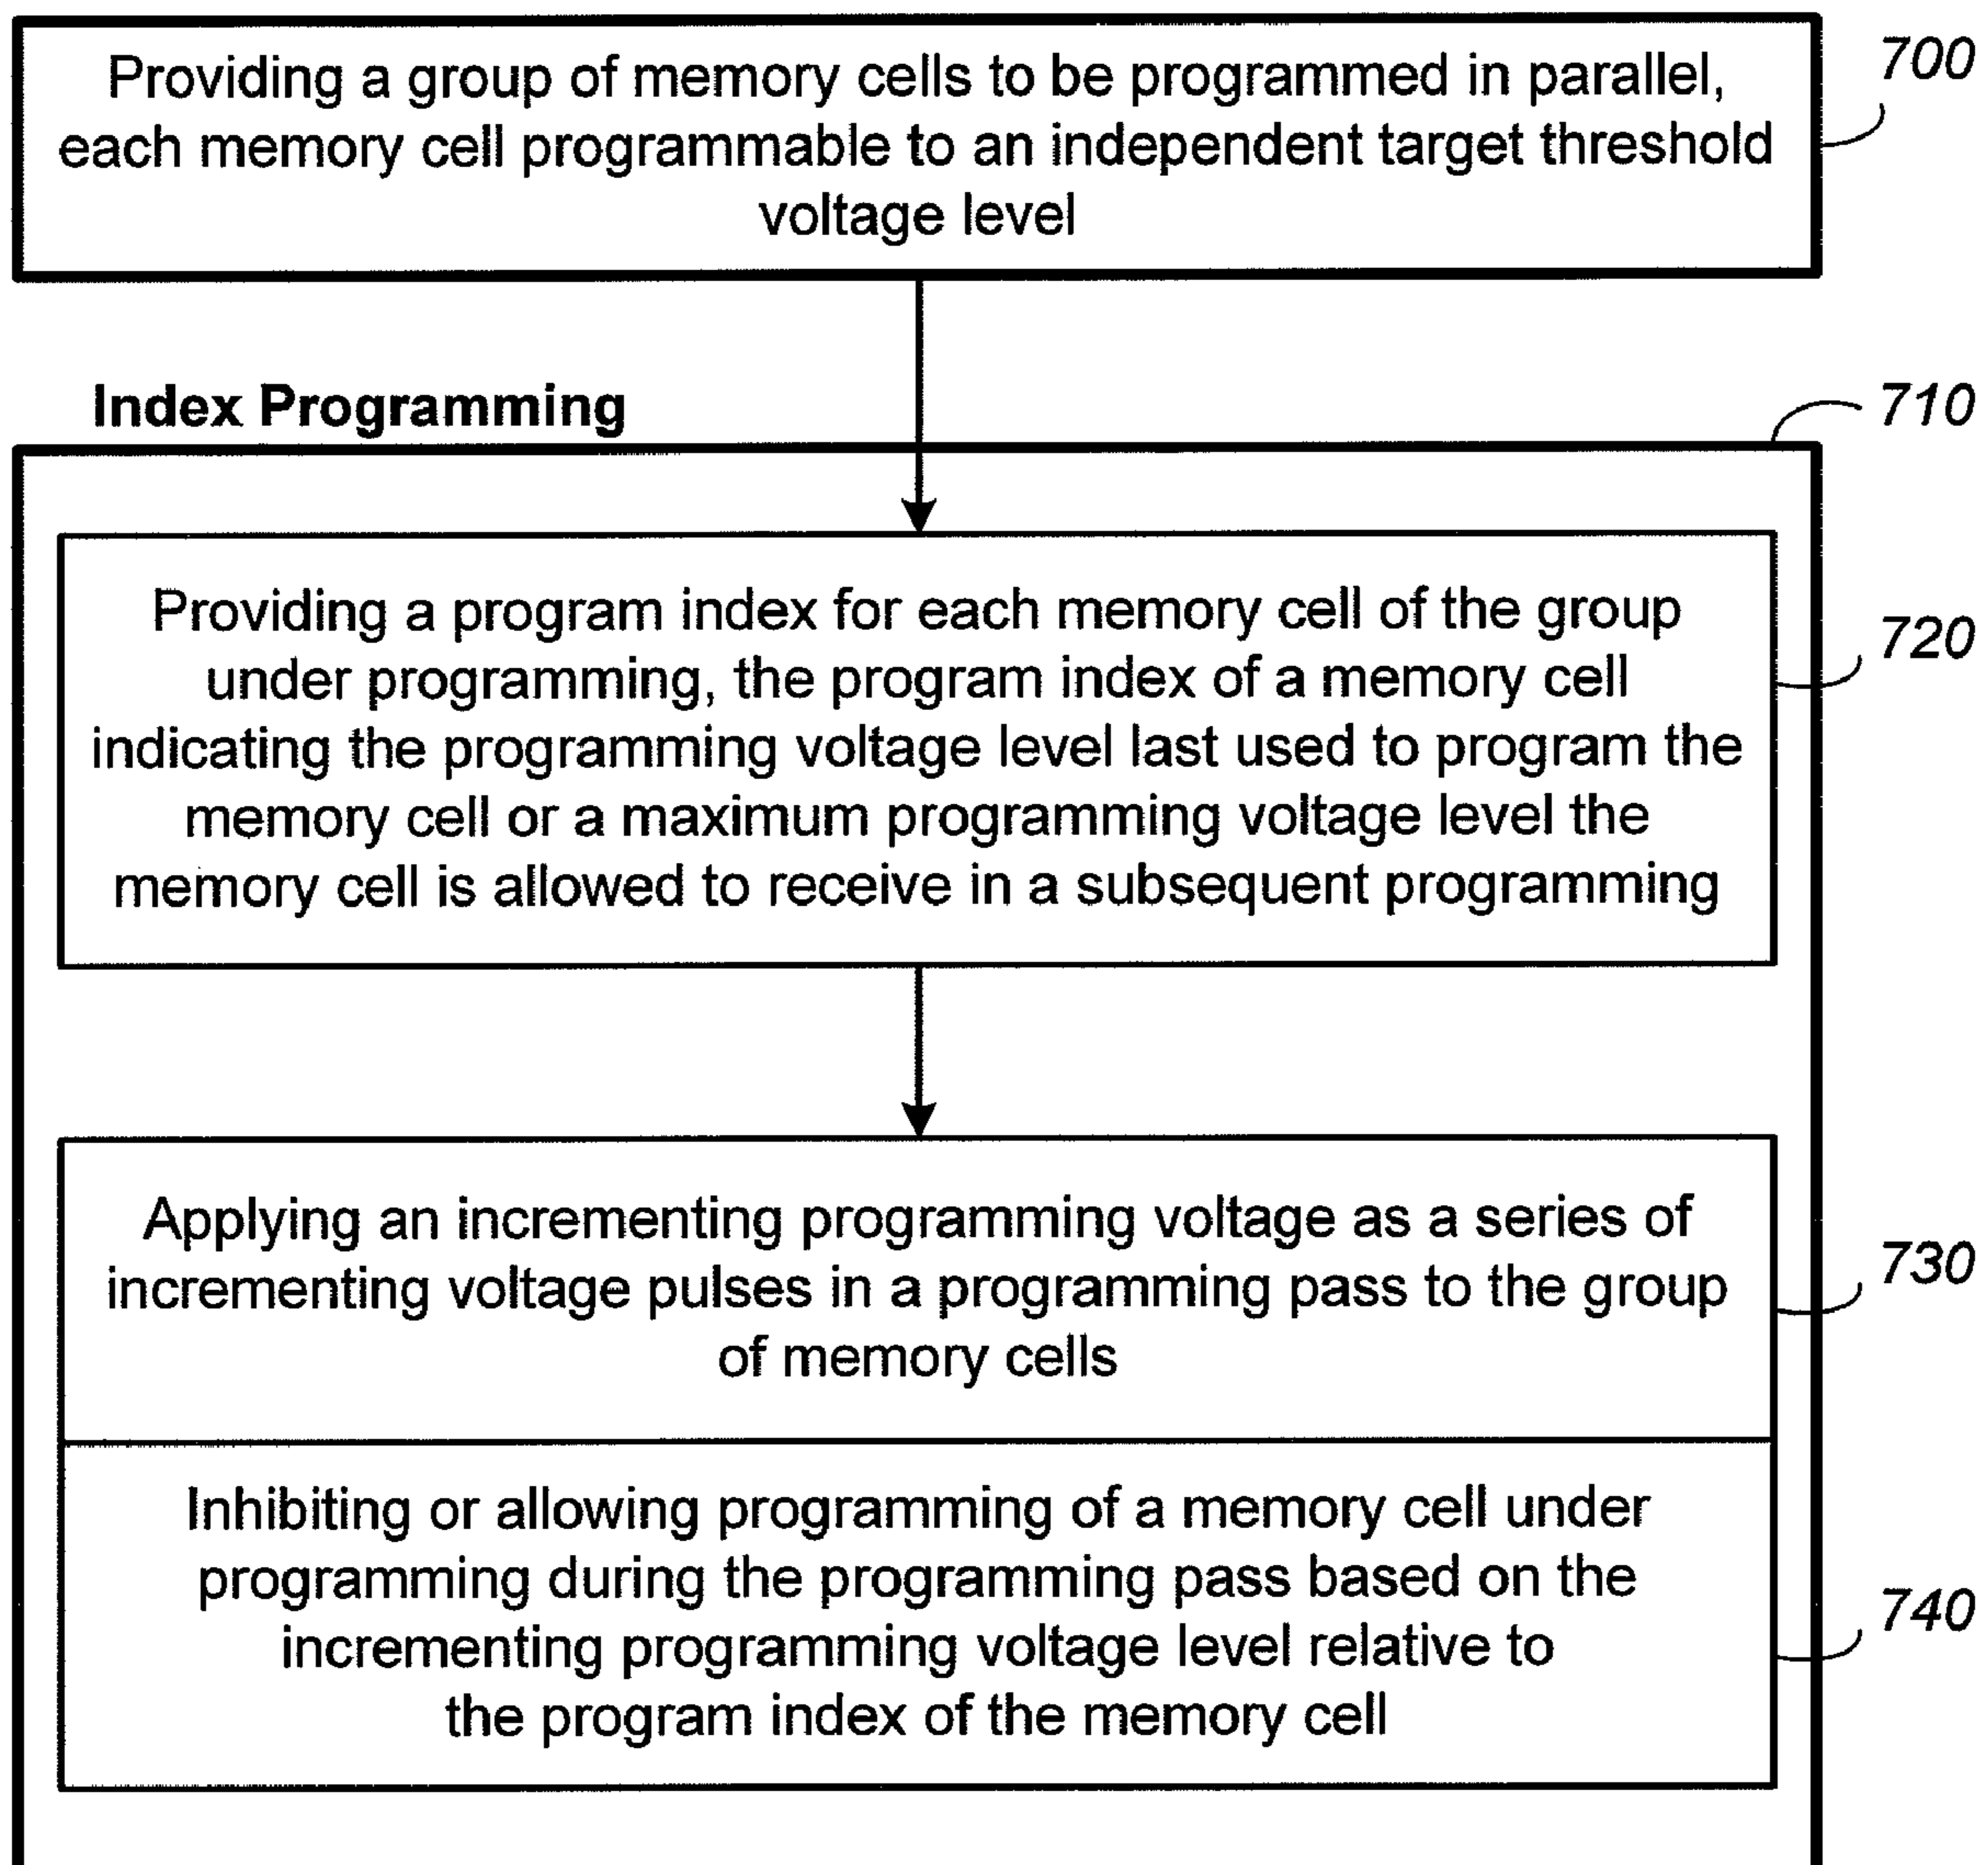 Providing a group of memory cells to be programmed in parallel,
each memory cell programmable to an independent target threshold
voltage level
700
Index Programming
710
Providing a program index for each memory cell of the group
under programming, the program index of a memory cell
indicating the programming voltage level last used to program the
memory cell or a maximum programming voltage level the
memory cell is allowed to receive in a subsequent programming
720
Applying an incrementing programming voltage as a series of
incrementing voltage pulses in a programming pass to the group
of memory cells
730
Inhibiting or allowing programming of a memory cell under
programming during the programming pass based on the
incrementing programming voltage level relative to
the program index of the memory cell
740